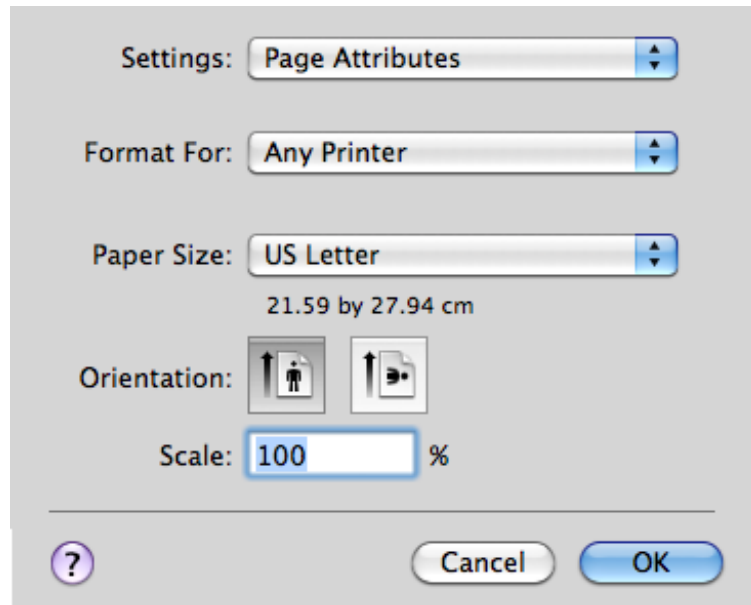 Settings: Page Attributes
Format For: Any Printer
Paper Size: US Letter
21.59 by 27.94 cm
Orientation:
Scale: 100 %
? Cancel OK